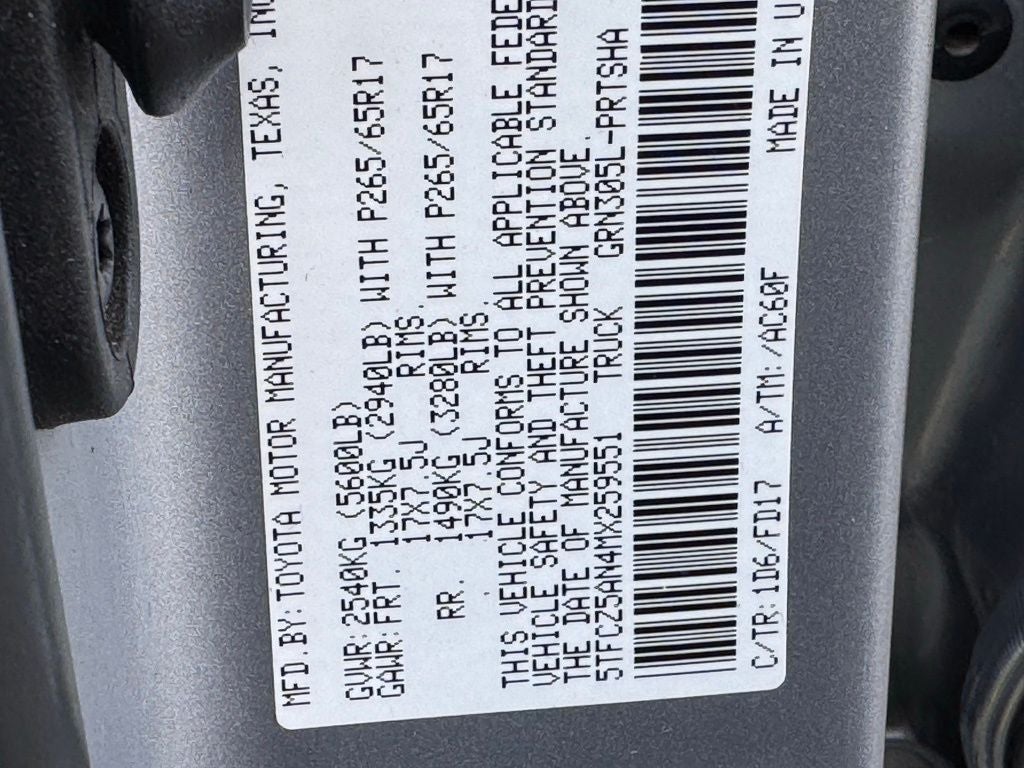 MFD.BY:TOYOTA MOTOR MANUFACTURING, TEXAS, INC
GVWR:2540KG (5600LB)
GAWR:FRT. 1335KG (2940LB) WITH P265/65R17
17X7.5J RIMS.
RR. 1490KG (3280LB) WITH P265/65R17
17X7.5J RIMS.
THIS VEHICLE CONFORMS TO ALL APPLICABLE FEDE
VEHICLE SAFETY AND THEFT PREVENTION STANDARD
THE DATE OF MANUFACTURE SHOWN ABOVE.
5TFCZ5AN4MX259551 TRUCK GRN305L-PRTSHA
C/TR:1D6/FD17 A/TM:/AC60F MADE IN U